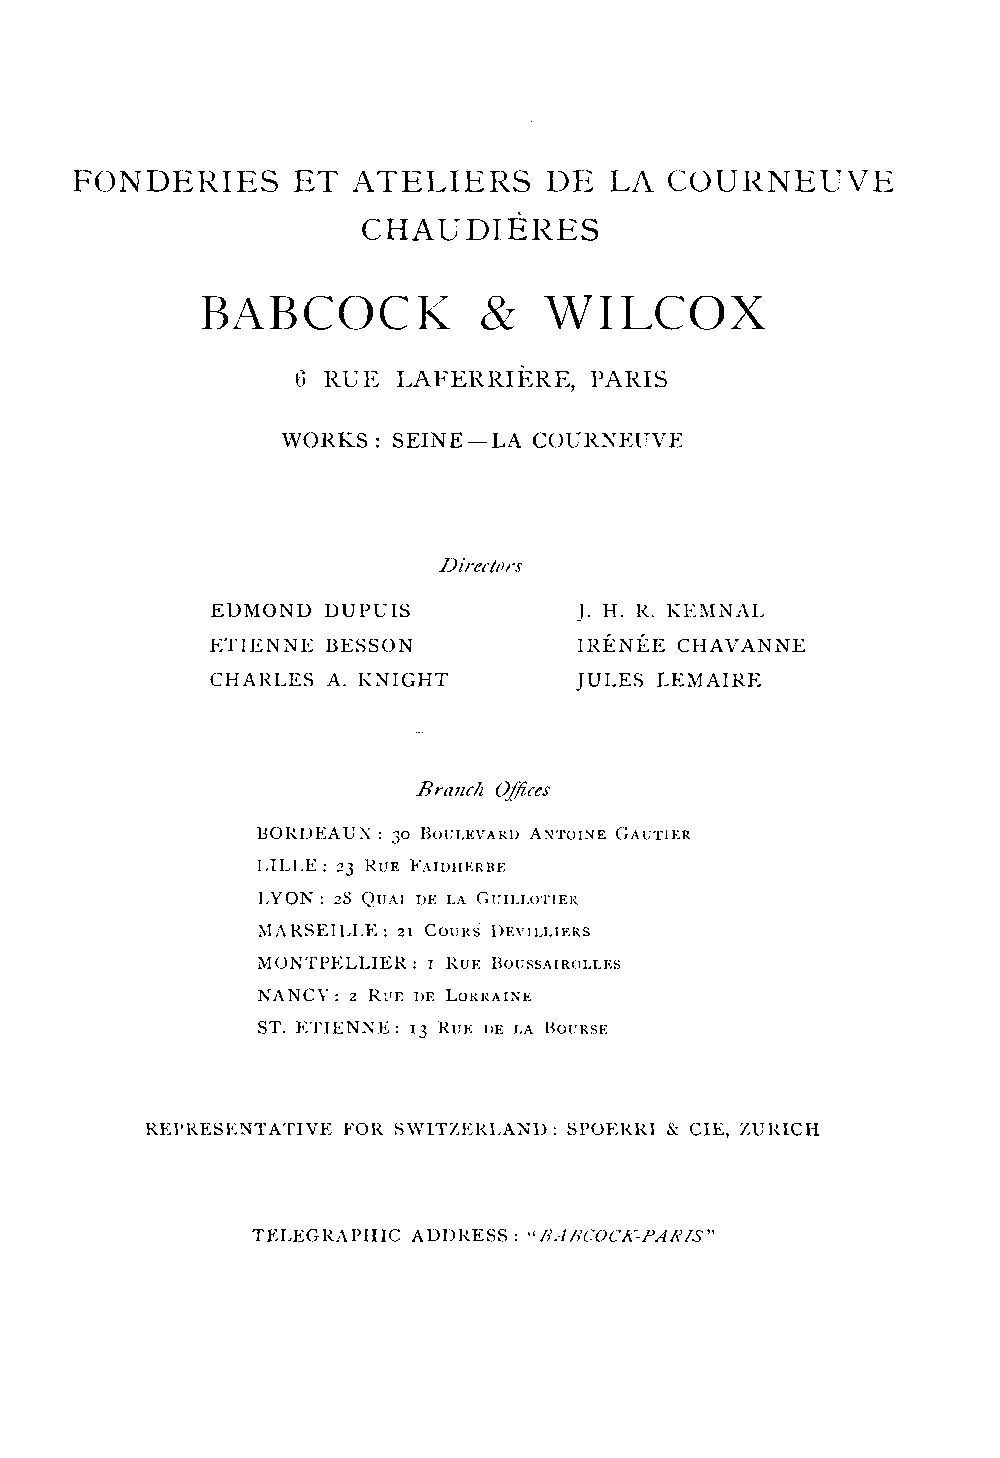 FONDERIES ET ATELIERS DE LA COURNEUVE
CHAUDIÈRES
BABCOCK & WILCOX
6 RUE LAFERRIÈRE, PARIS
WORKS: SEINE—LA COURNEUVE
Directors
EDMOND DUPUIS J. H. R. KEMNAL
ETIENNE BESSON IRÉNÉE CHAVANNE
CHARLES A. KNIGHT JULES LEMAIRE
Branch Offices
BORDEAUX: 30 BOULEVARD ANTOINE GAUTIER
LILLE: 23 RUE FAIDHERBE
LYON: 28 QUAI DE LA GUILLOTIER
MARSEILLE: 21 COURS DEVILLIERS
MONTPELLIER: 1 RUE BOUSSAIROLLES
NANCY: 2 RUE DE LORRAINE
ST. ETIENNE: 13 RUE DE LA BOURSE
REPRESENTATIVE FOR SWITZERLAND: SPOERRI & CIE, ZURICH
TELEGRAPHIC ADDRESS: "BABCOCK-PARIS"